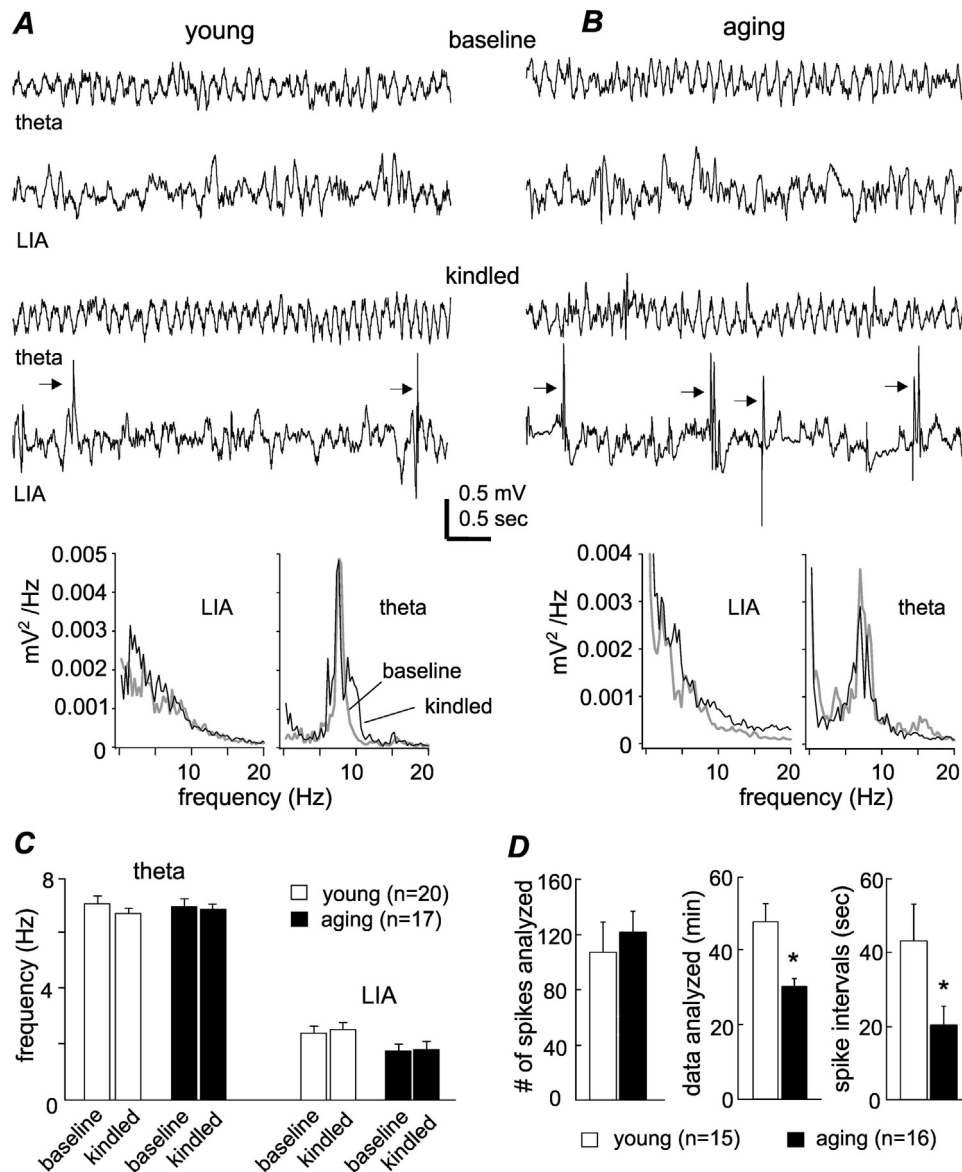 A
young
baseline
B
aging
theta
LIA
kindled
theta
LIA
0.5 mV
0.5 sec
mV² /Hz
0.005
0.004
0.003
0.002
0.001
0
LIA
theta
baseline
kindled
10 20 10 20
frequency (Hz)
mV² /Hz
0.004
0.003
0.002
0.001
0
LIA
theta
10 20 10 20
frequency (Hz)
C
theta
frequency (Hz)
8
4
0
young (n=20)
aging (n=17)
LIA
baseline
kindled
baseline
kindled
baseline
kindled
baseline
kindled
D
# of spikes analyzed
160
120
80
40
0
data analyzed (min)
60
40
20
0
*
spike intervals (sec)
60
40
20
0
*
young (n=15)
aging (n=16)